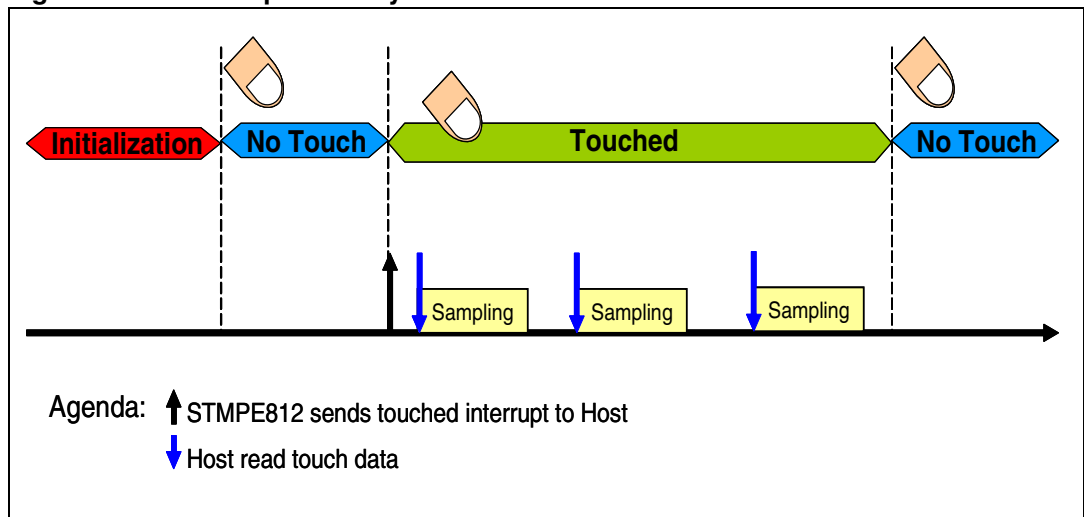 Initialization
No Touch
Touched
No Touch
Sampling
Sampling
Sampling
Agenda:
STMPE812 sends touched interrupt to Host
Host read touch data